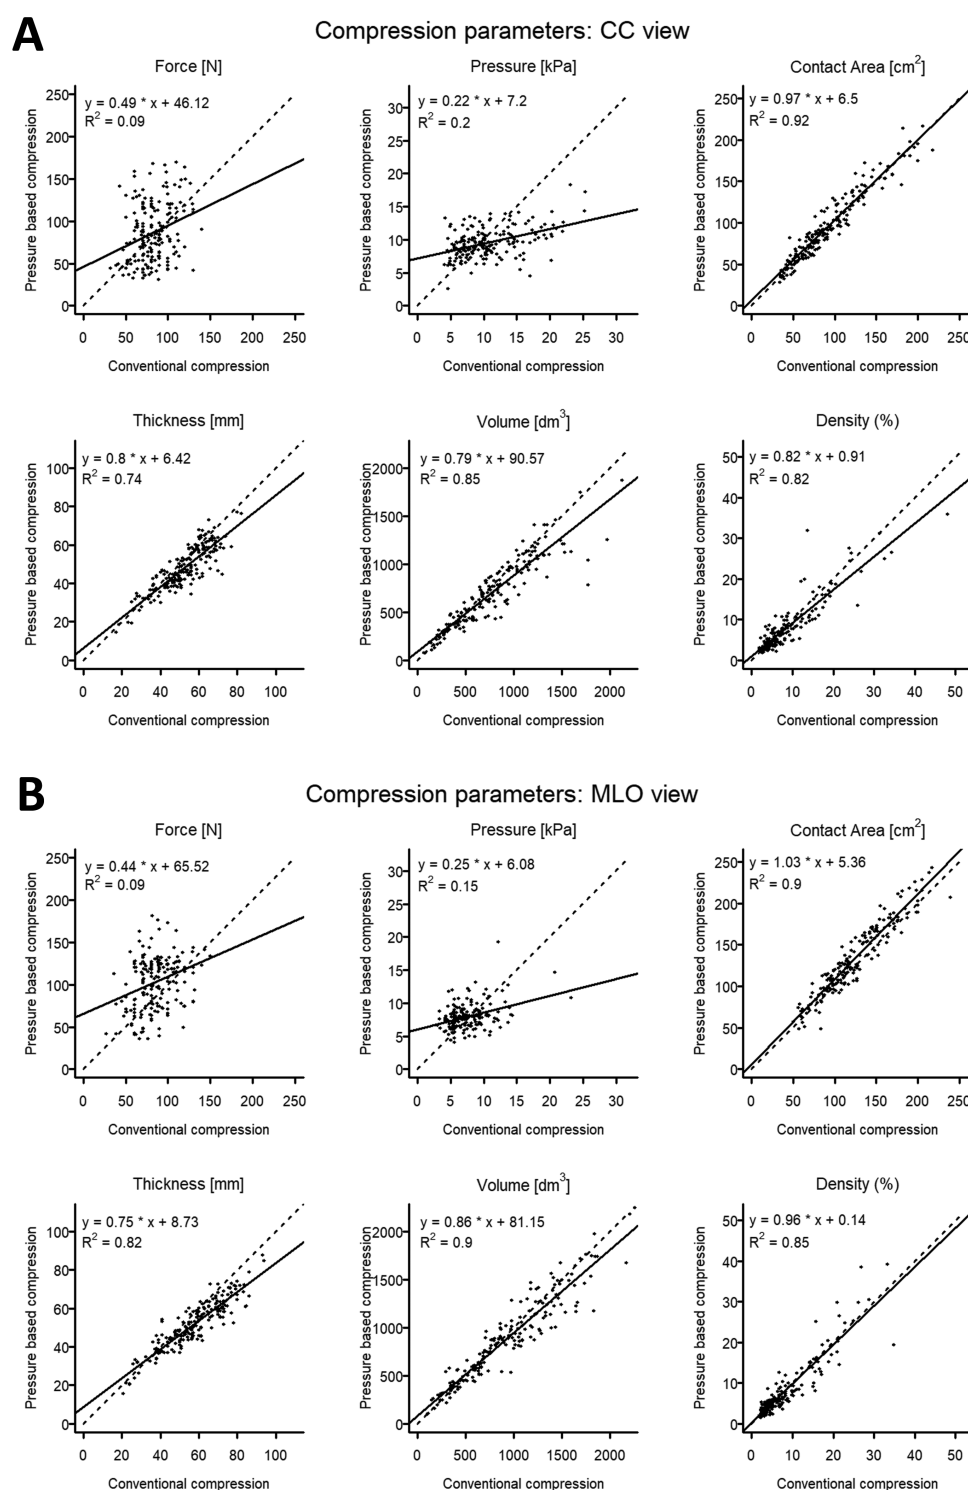 A
Compression parameters: CC view
Force [N]
y = 0.49 * x + 46.12
R2 = 0.09
Pressure based compression
250
200
150
100
50
0
0 50 100 150 200 250
Conventional compression
Pressure [kPa]
y = 0.22 * x + 7.2
R2 = 0.2
Pressure based compression
30
25
20
15
10
5
0
0 5 10 15 20 25 30
Conventional compression
Contact Area [cm2]
y = 0.97 * x + 6.5
R2 = 0.92
Pressure based compression
250
200
150
100
50
0
0 50 100 150 200 250
Conventional compression
Thickness [mm]
y = 0.8 * x + 6.42
R2 = 0.74
Pressure based compression
100
80
60
40
20
0
0 20 40 60 80 100
Conventional compression
Volume [dm3]
y = 0.79 * x + 90.57
R2 = 0.85
Pressure based compression
2000
1500
1000
500
0
0 500 1000 1500 2000
Conventional compression
Density (%)
y = 0.82 * x + 0.91
R2 = 0.82
Pressure based compression
50
40
30
20
10
0
0 10 20 30 40 50
Conventional compression
B
Compression parameters: MLO view
Force [N]
y = 0.44 * x + 65.52
R2 = 0.09
Pressure based compression
250
200
150
100
50
0
0 50 100 150 200 250
Conventional compression
Pressure [kPa]
y = 0.25 * x + 6.08
R2 = 0.15
Pressure based compression
30
25
20
15
10
5
0
0 5 10 15 20 25 30
Conventional compression
Contact Area [cm2]
y = 1.03 * x + 5.36
R2 = 0.9
Pressure based compression
250
200
150
100
50
0
0 50 100 150 200 250
Conventional compression
Thickness [mm]
y = 0.75 * x + 8.73
R2 = 0.82
Pressure based compression
100
80
60
40
20
0
0 20 40 60 80 100
Conventional compression
Volume [dm3]
y = 0.86 * x + 81.15
R2 = 0.9
Pressure based compression
2000
1500
1000
500
0
0 500 1000 1500 2000
Conventional compression
Density (%)
y = 0.96 * x + 0.14
R2 = 0.85
Pressure based compression
50
40
30
20
10
0
0 10 20 30 40 50
Conventional compression